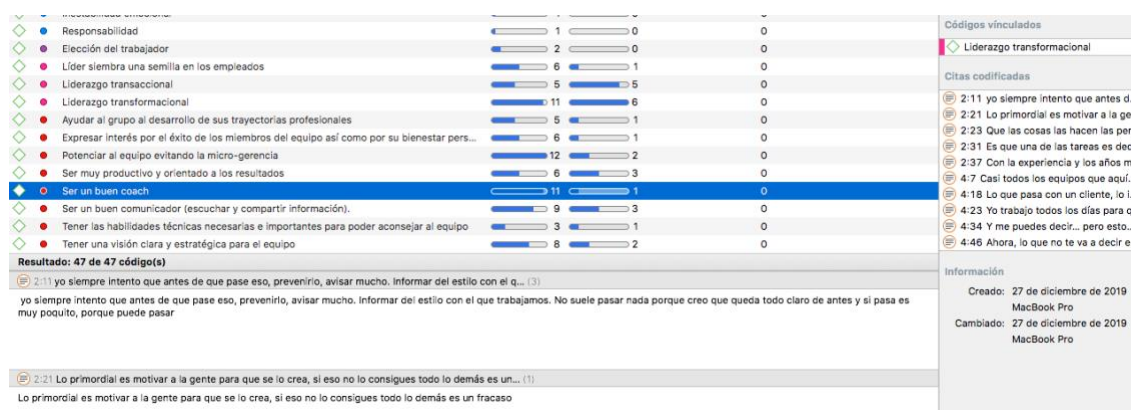 Responsabilidad 1 0 0
Elección del trabajador 2 0 0
Líder siembra una semilla en los empleados 6 1 0
Liderazgo transaccional 5 5 0
Liderazgo transformacional 11 6 0
Ayudar al grupo al desarrollo de sus trayectorias profesionales 5 1 0
Expresar interés por el éxito de los miembros del equipo así como por su bienestar pers... 6 1 0
Potenciar al equipo evitando la micro-gerencia 12 2 0
Ser muy productivo y orientado a los resultados 6 3 0
Ser un buen coach 11 1 0
Ser un buen comunicador (escuchar y compartir información). 9 3 0
Tener las habilidades técnicas necesarias e importantes para poder aconsejar al equipo 3 1 0
Tener una visión clara y estratégica para el equipo 8 2 0
Resultado: 47 de 47 código(s)
2:11 yo siempre intento que antes de que pase eso, prevenirlo, avisar mucho. Informar del estilo con el q... (3)
yo siempre intento que antes de que pase eso, prevenirlo, avisar mucho. Informar del estilo con el que trabajamos. No suele pasar nada porque creo que queda todo claro de antes y si pasa es
muy poquito, porque puede pasar
2:21 Lo primordial es motivar a la gente para que se lo crea, si eso no lo consigues todo lo demás es un... (1)
Lo primordial es motivar a la gente para que se lo crea, si eso no lo consigues todo lo demás es un fracaso
Códigos vínculados
Liderazgo transformacional
Citas codificadas
2:11 yo siempre intento que antes d.
2:21 Lo primordial es motivar a la ge
2:23 Que las cosas las hacen las per
2:31 Es que una de las tareas es dec
2:37 Con la experiencia y los años m
4:7 Casi todos los equipos que aquí.
4:18 Lo que pasa con un cliente, lo i.
4:23 Yo trabajo todos los días para q
4:34 Y me puedes decir... pero esto..
4:46 Ahora, lo que no te va a decir e
Información
Creado: 27 de diciembre de 2019
MacBook Pro
Cambiado: 27 de diciembre de 2019
MacBook Pro